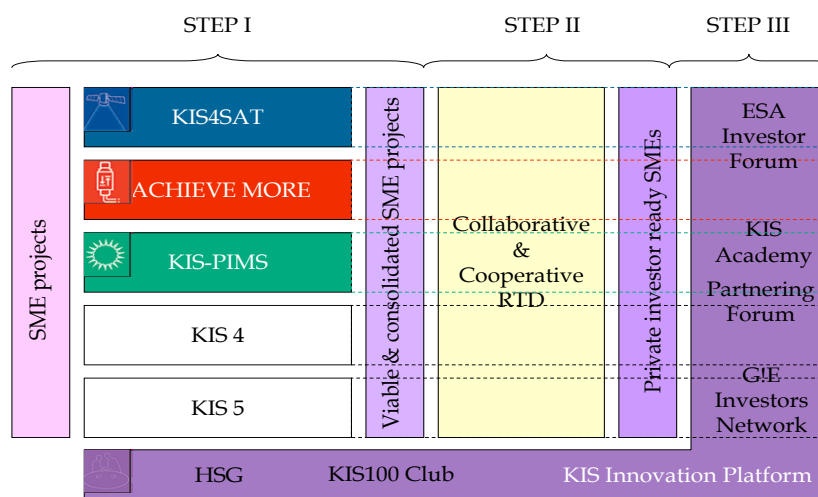 STEP I
STEP II
STEP III
SME projects
KIS4SAT
ACHIEVE MORE
KIS-PIMS
KIS 4
KIS 5
Viable & consolidated SME projects
Collaborative
&
Cooperative
RTD
Private investor ready SMEs
ESA
Investor
Forum
KIS
Academy
Partnering
Forum
G!E
Investors
Network
HSG
KIS100 Club
KIS Innovation Platform